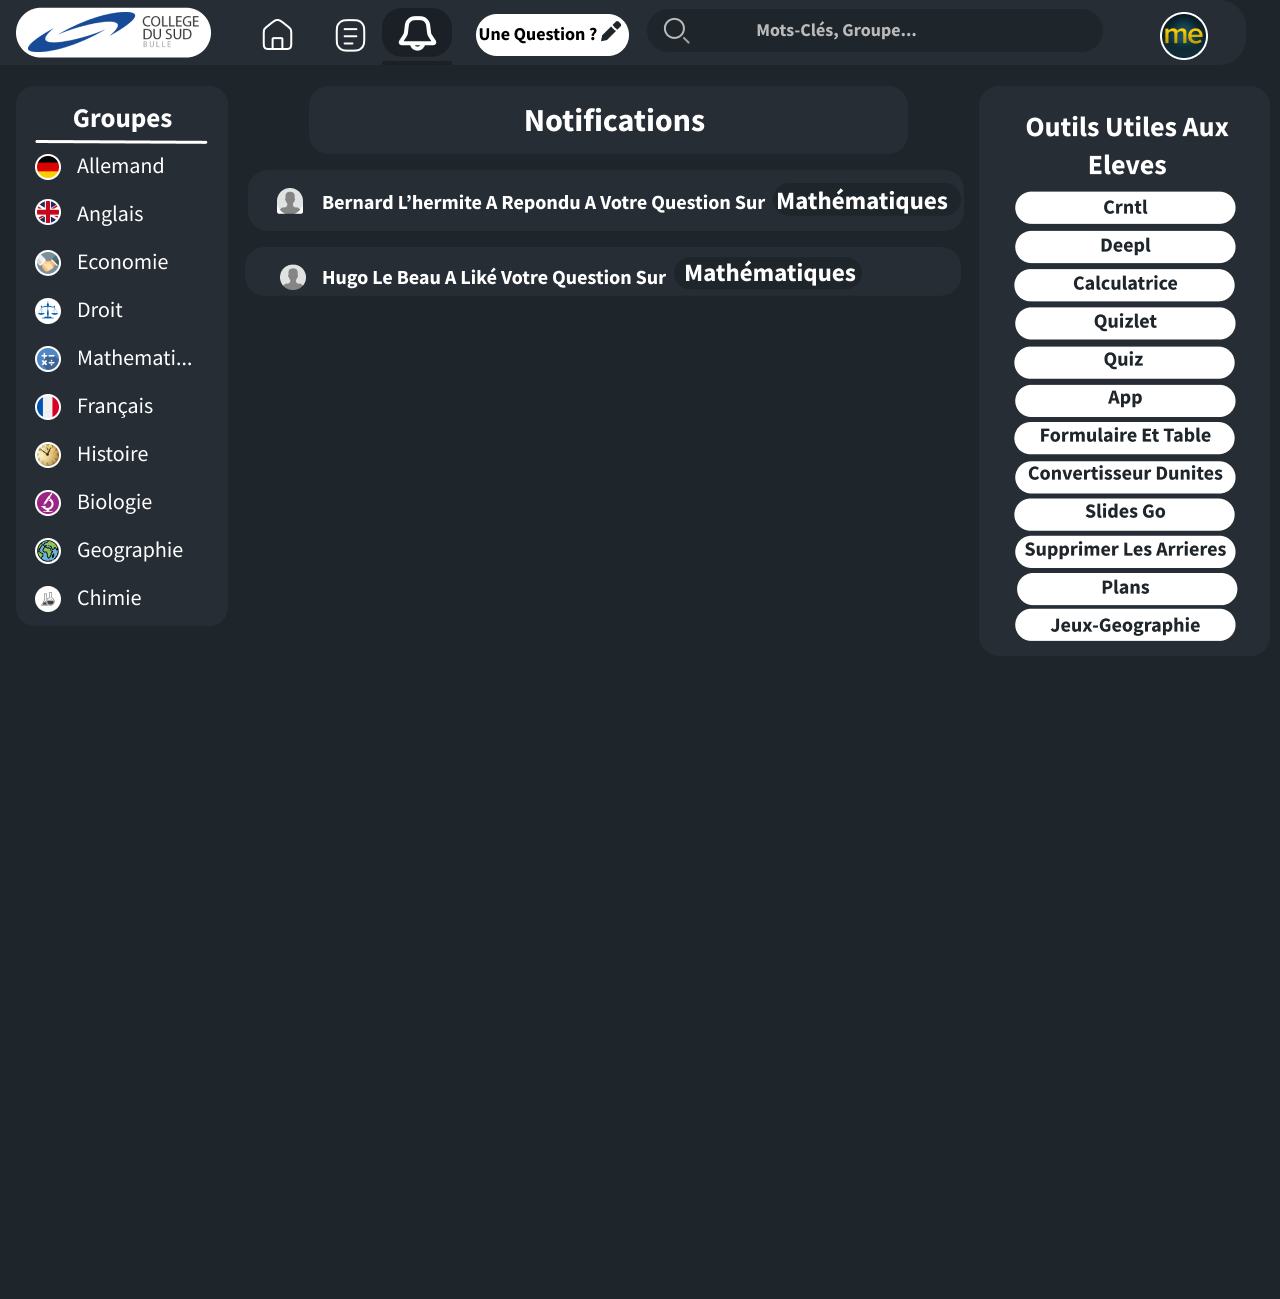 COLLEGE
DU SUD
BULLE
Une Question ?
Mots-Clés, Groupe...
me
Groupes
Allemand
Anglais
Economie
Droit
Mathemati...
Français
Histoire
Biologie
Geographie
Chimie
Notifications
Bernard L’hermite A Repondu A Votre Question Sur Mathématiques
Hugo Le Beau A Liké Votre Question Sur Mathématiques
Outils Utiles Aux
Eleves
Crntl
Deepl
Calculatrice
Quizlet
Quiz
App
Formulaire Et Table
Convertisseur Dunites
Slides Go
Supprimer Les Arrieres
Plans
Jeux-Geographie